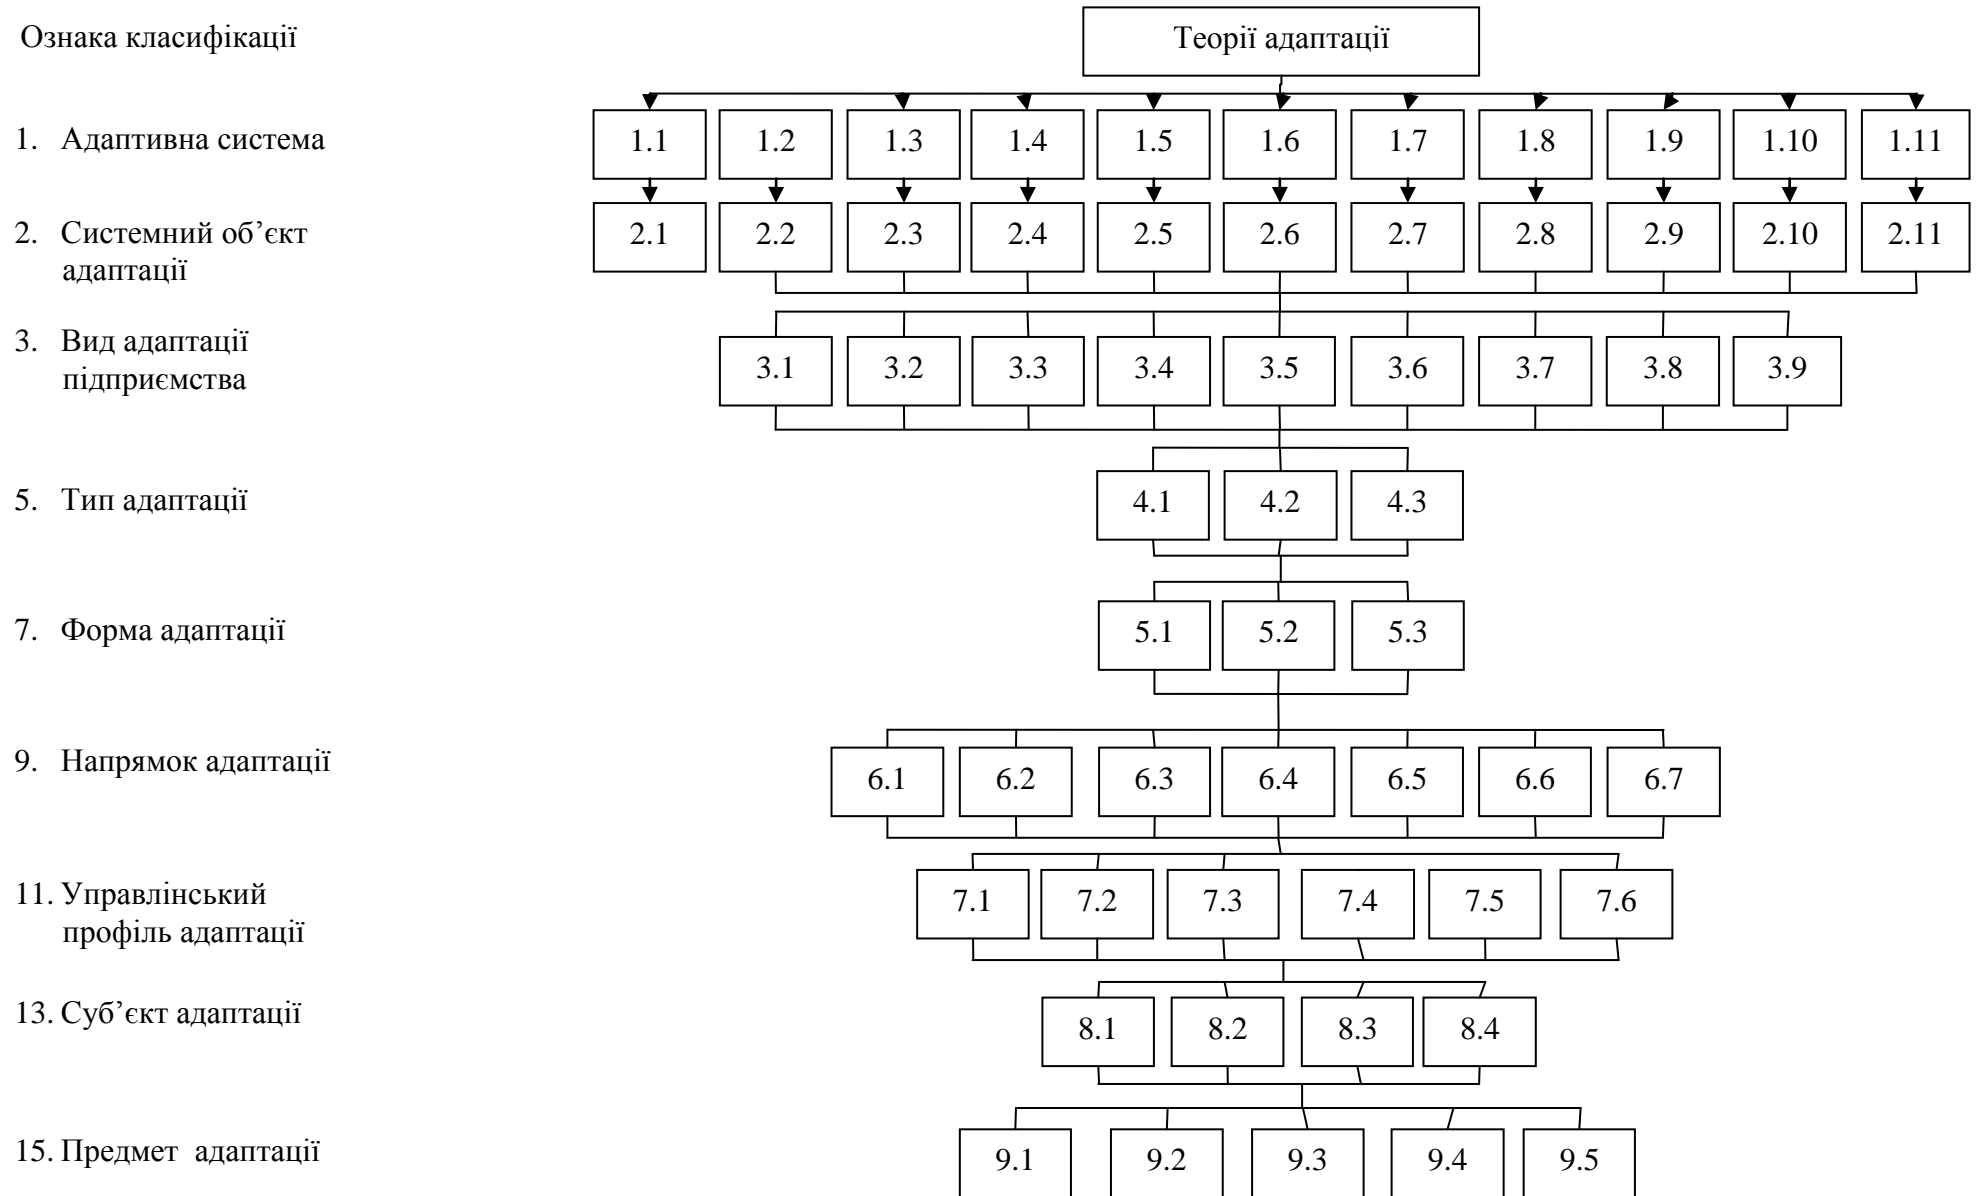 Ознака класифікації
Теорії адаптації
1. Адаптивна система
1.1 1.2 1.3 1.4 1.5 1.6 1.7 1.8 1.9 1.10 1.11
2. Системний об’єкт
адаптації
2.1 2.2 2.3 2.4 2.5 2.6 2.7 2.8 2.9 2.10 2.11
3. Вид адаптації
підприємства
3.1 3.2 3.3 3.4 3.5 3.6 3.7 3.8 3.9
5. Тип адаптації
4.1 4.2 4.3
7. Форма адаптації
5.1 5.2 5.3
9. Напрямок адаптації
6.1 6.2 6.3 6.4 6.5 6.6 6.7
11. Управлінський
профіль адаптації
7.1 7.2 7.3 7.4 7.5 7.6
13. Суб’єкт адаптації
8.1 8.2 8.3 8.4
15. Предмет адаптації
9.1 9.2 9.3 9.4 9.5